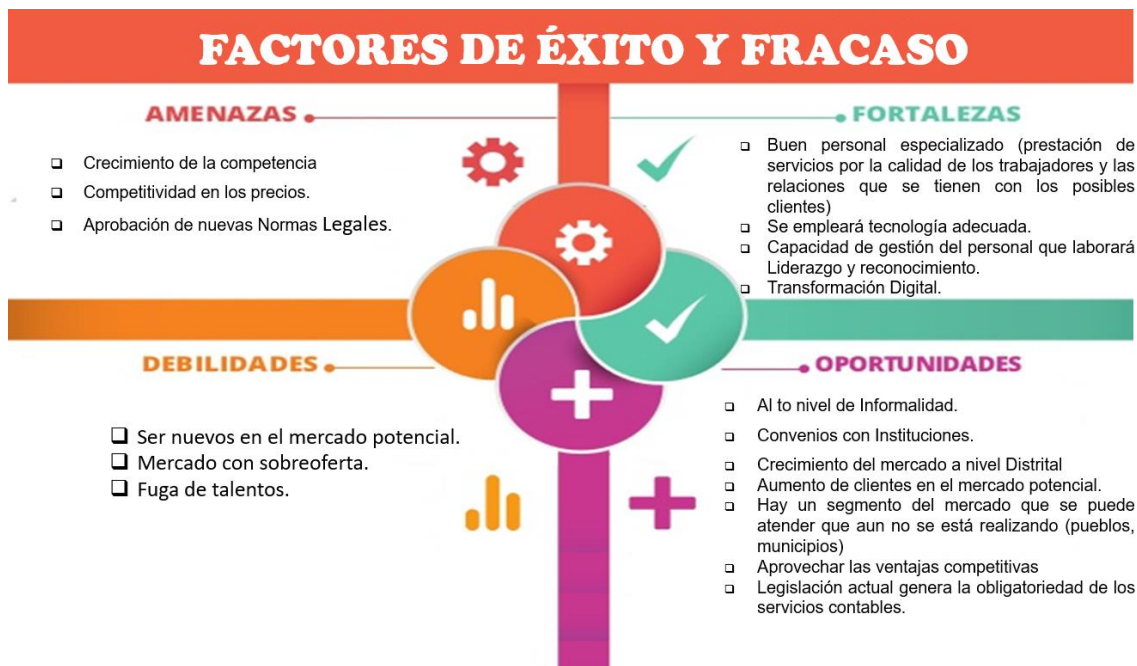 FACTORES DE ÉXITO Y FRACASO
AMENAZAS
❑ Crecimiento de la competencia
❑ Competitividad en los precios.
❑ Aprobación de nuevas Normas Legales.
FORTALEZAS
❑ Buen personal especializado (prestación de
servicios por la calidad de los trabajadores y las
relaciones que se tienen con los posibles
clientes)
❑ Se empleará tecnología adecuada.
❑ Capacidad de gestión del personal que laborará
Liderazgo y reconocimiento.
❑ Transformación Digital.
DEBILIDADES
❑ Ser nuevos en el mercado potencial.
❑ Mercado con sobreoferta.
❑ Fuga de talentos.
OPORTUNIDADES
❑ Al to nivel de Informalidad.
❑ Convenios con Instituciones.
❑ Crecimiento del mercado a nivel Distrital
❑ Aumento de clientes en el mercado potencial.
❑ Hay un segmento del mercado que se puede
atender que aun no se está realizando (pueblos,
municipios)
❑ Aprovechar las ventajas competitivas
❑ Legislación actual genera la obligatoriedad de los
servicios contables.